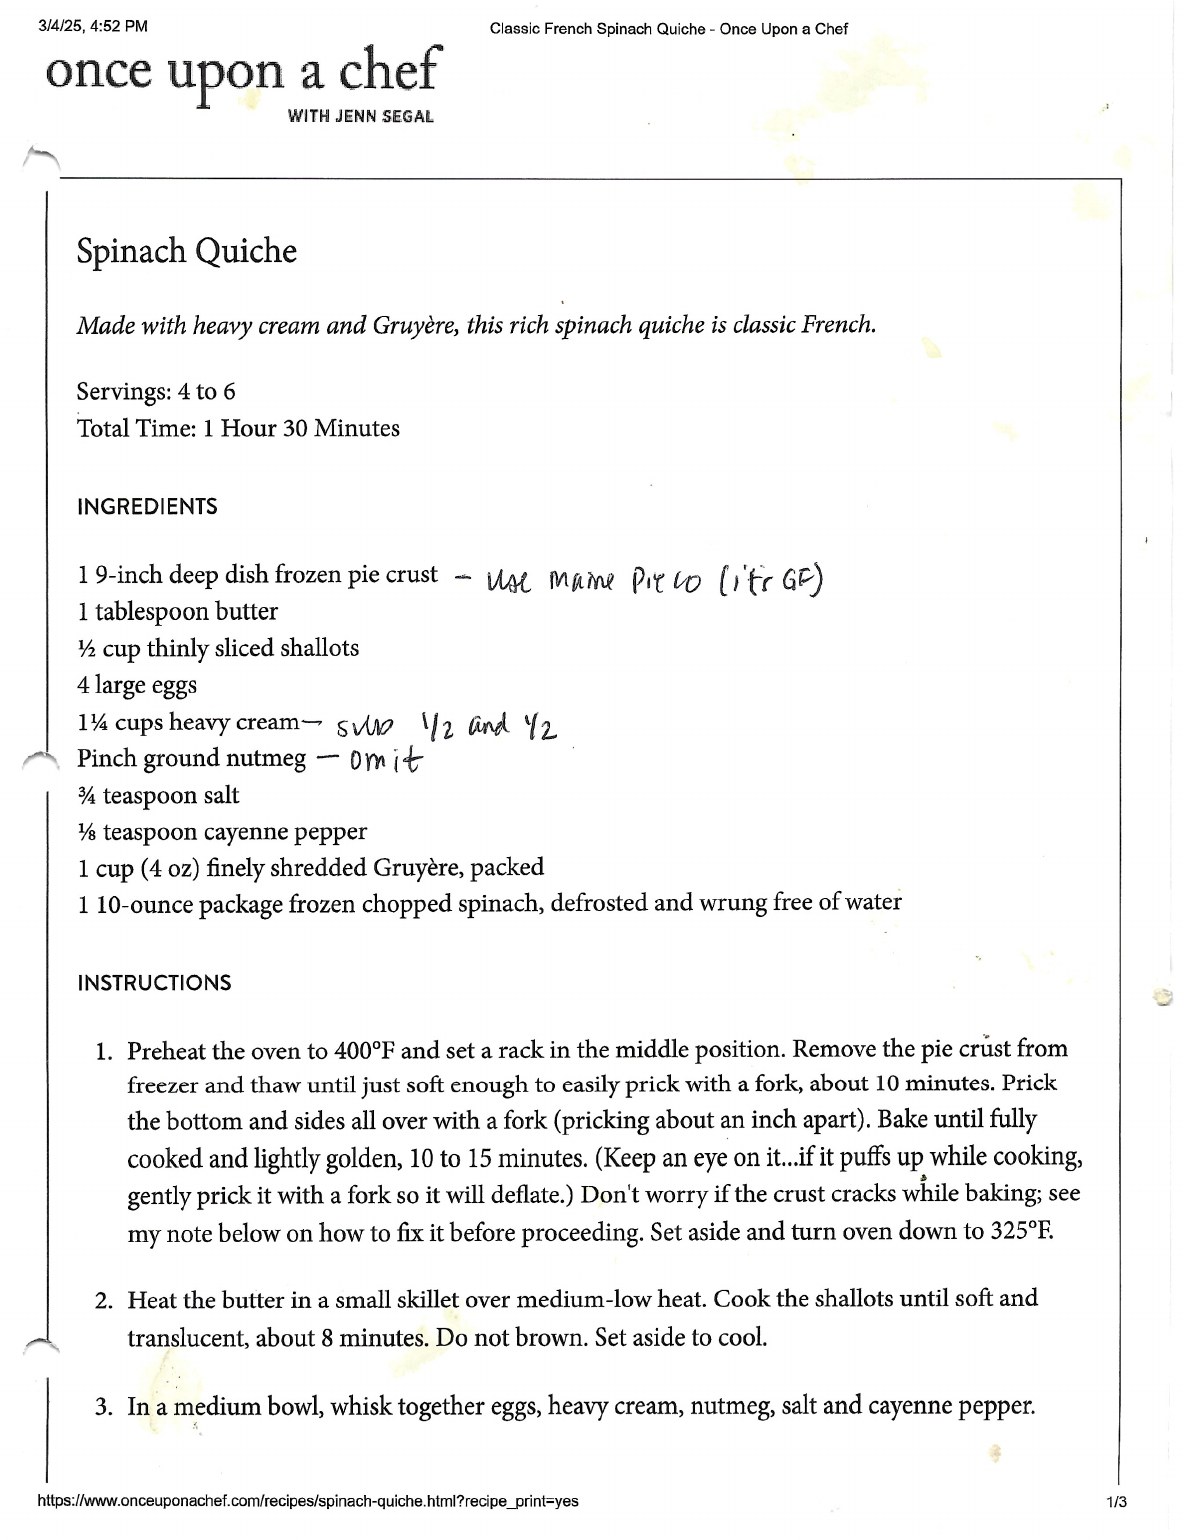 3/4/25, 4:52 PM
Classic French Spinach Quiche - Once Upon a Chef
once upon a chef
WITH JENN SEGAL
Spinach Quiche
Made with heavy cream and Gruyère, this rich spinach quiche is classic French.
Servings: 4 to 6
Total Time: 1 Hour 30 Minutes
INGREDIENTS
1 9-inch deep dish frozen pie crust – Use Maine Pie Co (it's GF)
1 tablespoon butter
½ cup thinly sliced shallots
4 large eggs
1¼ cups heavy cream – sub 1/2 and 1/2
Pinch ground nutmeg – omit
¾ teaspoon salt
⅛ teaspoon cayenne pepper
1 cup (4 oz) finely shredded Gruyère, packed
1 10-ounce package frozen chopped spinach, defrosted and wrung free of water
INSTRUCTIONS
1. Preheat the oven to 400°F and set a rack in the middle position. Remove the pie crust from
freezer and thaw until just soft enough to easily prick with a fork, about 10 minutes. Prick
the bottom and sides all over with a fork (pricking about an inch apart). Bake until fully
cooked and lightly golden, 10 to 15 minutes. (Keep an eye on it...if it puffs up while cooking,
gently prick it with a fork so it will deflate.) Don't worry if the crust cracks while baking; see
my note below on how to fix it before proceeding. Set aside and turn oven down to 325°F.
2. Heat the butter in a small skillet over medium-low heat. Cook the shallots until soft and
translucent, about 8 minutes. Do not brown. Set aside to cool.
3. In a medium bowl, whisk together eggs, heavy cream, nutmeg, salt and cayenne pepper.
https://www.onceuponachef.com/recipes/spinach-quiche.html?recipe_print=yes
1/3